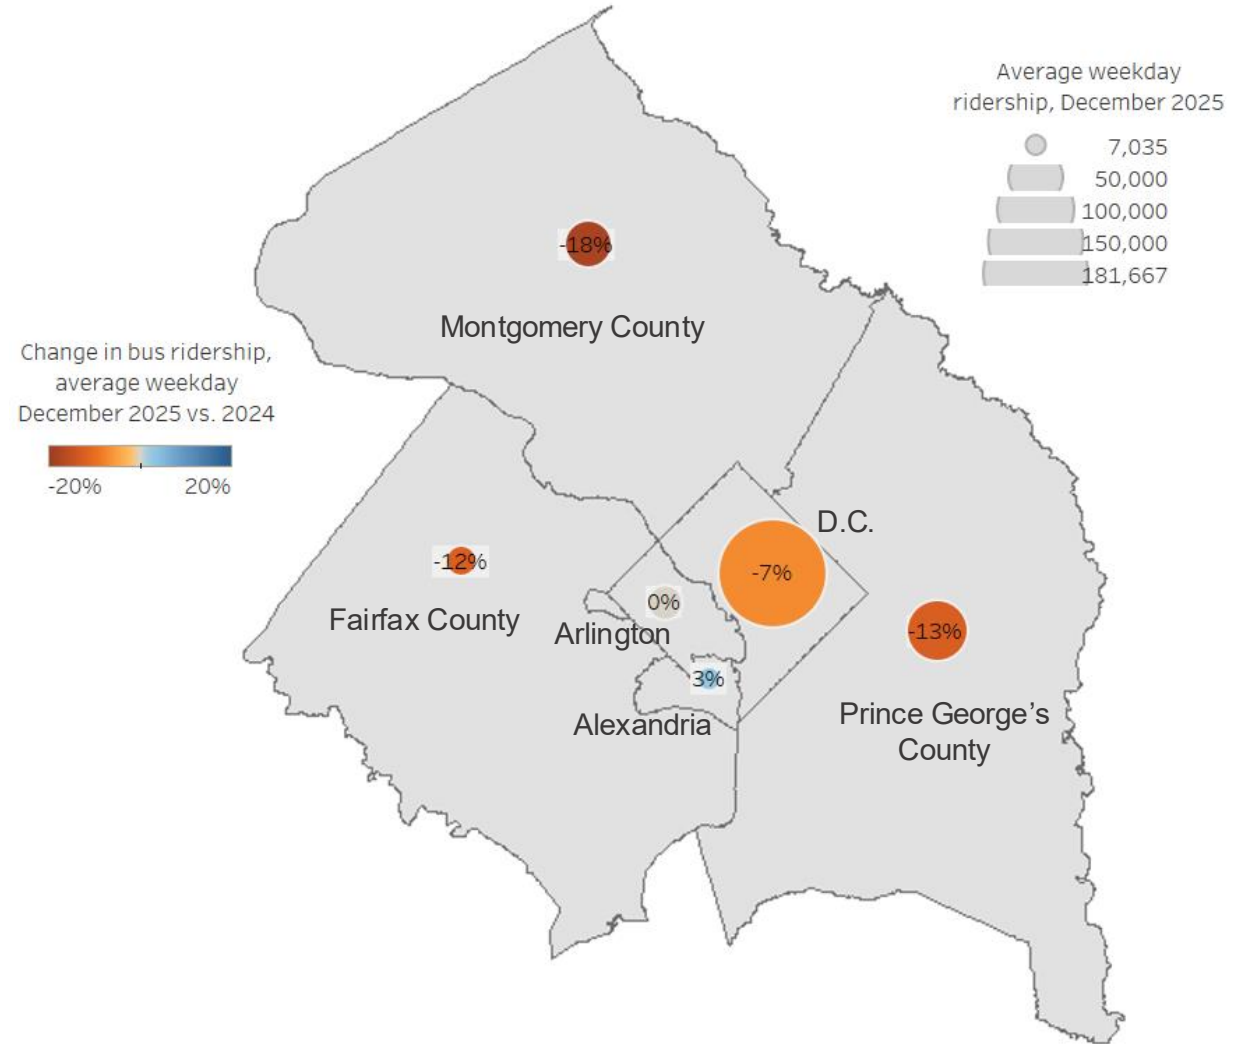 Average weekday
ridership, December 2025
7,035
50,000
100,000
150,000
181,667
-18%
Montgomery County
Change in bus ridership,
average weekday
December 2025 vs. 2024
-20%
20%
D.C.
-7%
-12%
0%
Fairfax County
Arlington
-13%
3%
Alexandria
Prince George’s
County